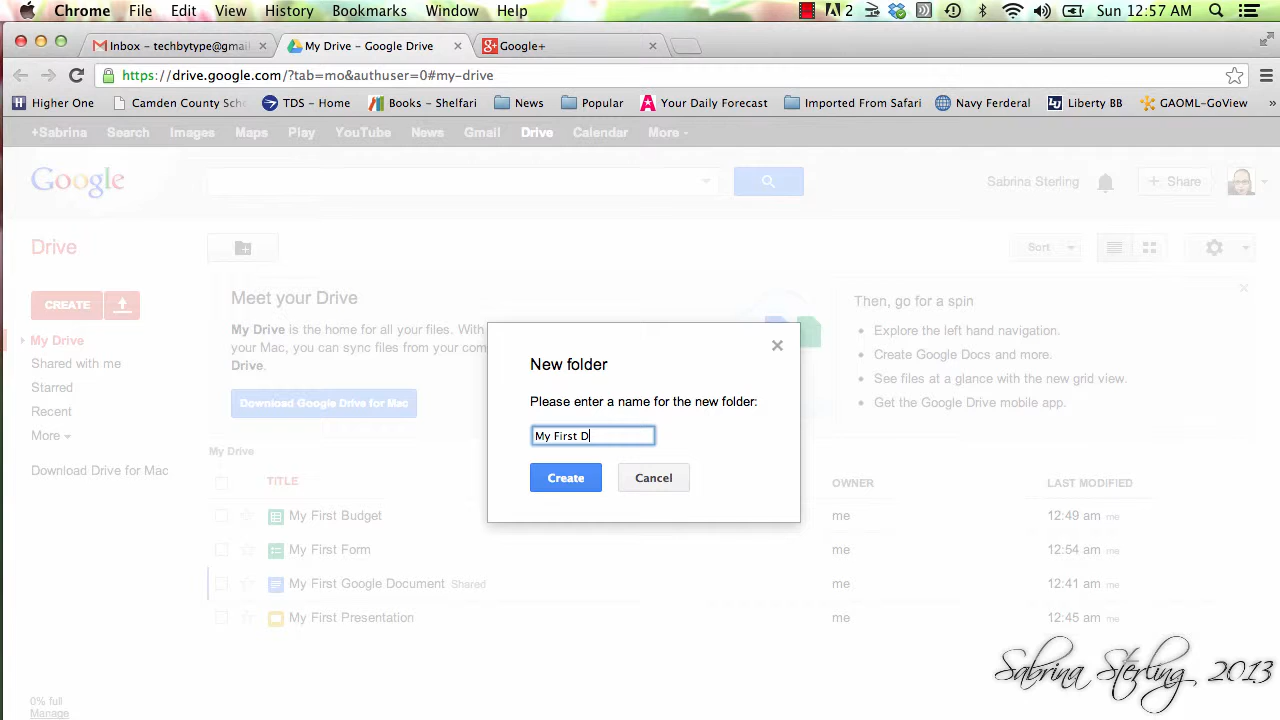 Chrome File Edit View History Bookmarks Window Help 2 Sun 12:57 AM
Inbox – techbytype@gmai My Drive – Google Drive Google+
https://drive.google.com/?tab=mo&authuser=0#my-drive
Higher One Camden County Scho TDS – Home Books – Shelfari News Popular Your Daily Forecast Imported From Safari Navy Ferderal Liberty BB GAOML-GoView »
+Sabrina Search Images Maps Play YouTube News Gmail Drive Calendar More
Google Sabrina Sterling + Share
Drive Sort
Meet your Drive
Then, go for a spin
CREATE
My Drive is the home for all your files. With
Explore the left hand navigation.
My Drive
your Mac, you can sync files from your com
Create Google Docs and more.
Shared with me
Drive.
See files at a glance with the new grid view.
Starred
Download Google Drive for Mac
Get the Google Drive mobile app.
Recent
More
My Drive
Download Drive for Mac
New folder
Please enter a name for the new folder:
My First D
Create Cancel
TITLE OWNER LAST MODIFIED
My First Budget me 12:49 am me
My First Form me 12:54 am me
My First Google Document Shared me 12:41 am me
My First Presentation me 12:45 am me
Sabrina Sterling 2013
0% full
Manage